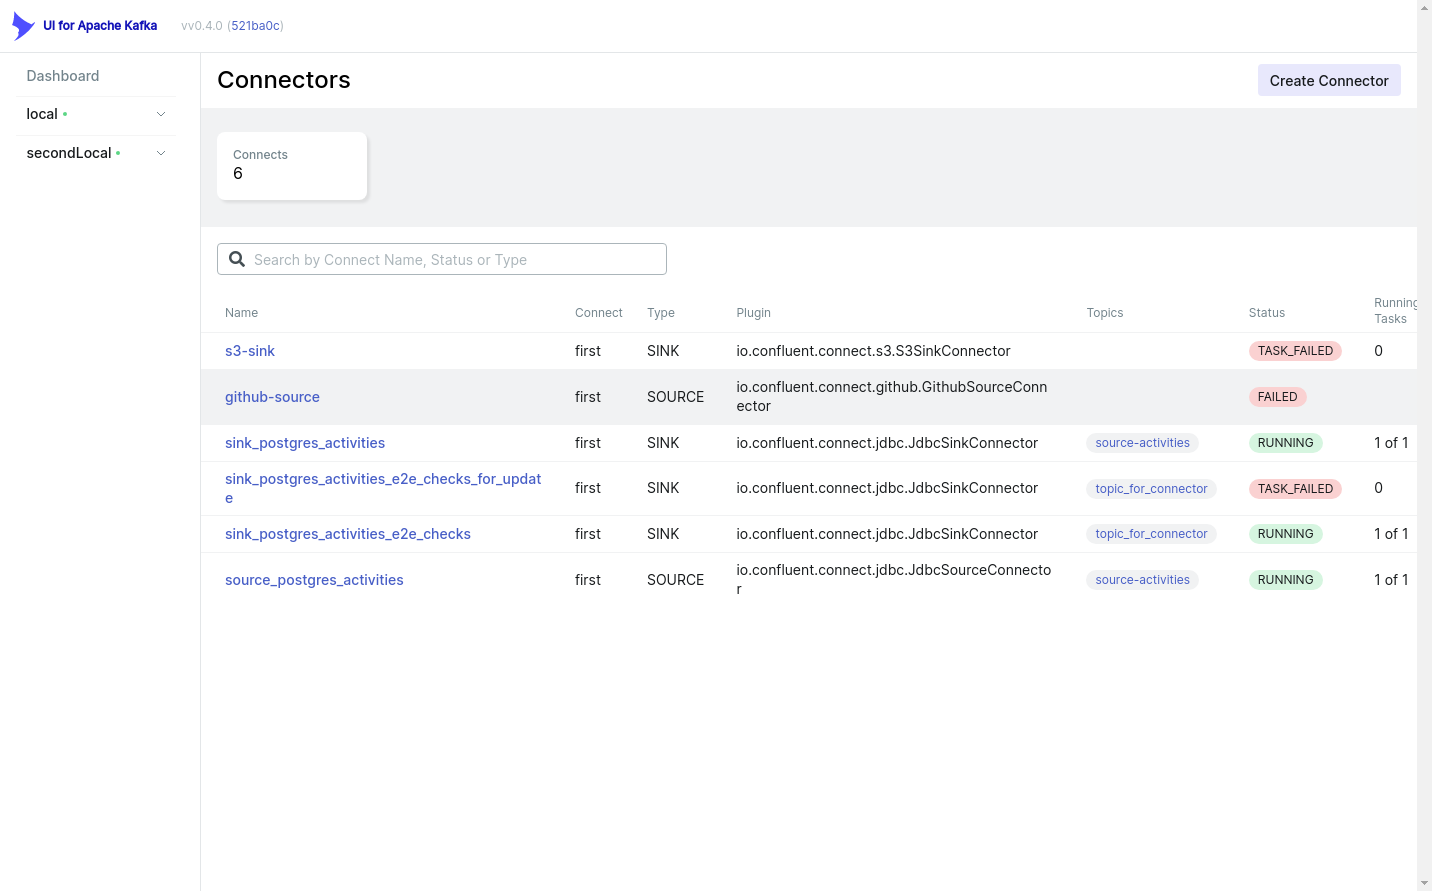 UI for Apache Kafka vv0.4.0 (521ba0c)
Dashboard
local
secondLocal
Connectors
Create Connector
Connects
6
Search by Connect Name, Status or Type
Name Connect Type Plugin Topics Status Running
Tasks
s3-sink first SINK io.confluent.connect.s3.S3SinkConnector TASK_FAILED 0
github-source first SOURCE io.confluent.connect.github.GithubSourceConn
ector FAILED
sink_postgres_activities first SINK io.confluent.connect.jdbc.JdbcSinkConnector source-activities RUNNING 1 of 1
sink_postgres_activities_e2e_checks_for_updat
e first SINK io.confluent.connect.jdbc.JdbcSinkConnector topic_for_connector TASK_FAILED 0
sink_postgres_activities_e2e_checks first SINK io.confluent.connect.jdbc.JdbcSinkConnector topic_for_connector RUNNING 1 of 1
source_postgres_activities first SOURCE io.confluent.connect.jdbc.JdbcSourceConnecto
r source-activities RUNNING 1 of 1